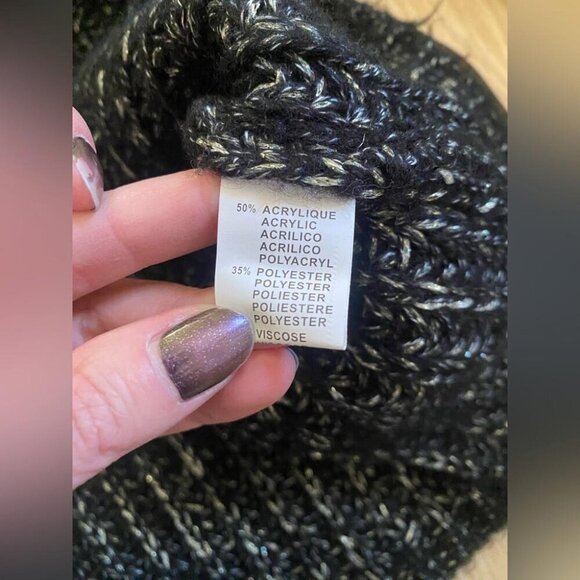 50% ACRYLIQUE
ACRYLIC
ACRILICO
ACRILICO
POLYACRYL
35% POLYESTER
POLYESTER
POLIESTER
POLIESTERE
POLYESTER
VISCOSE